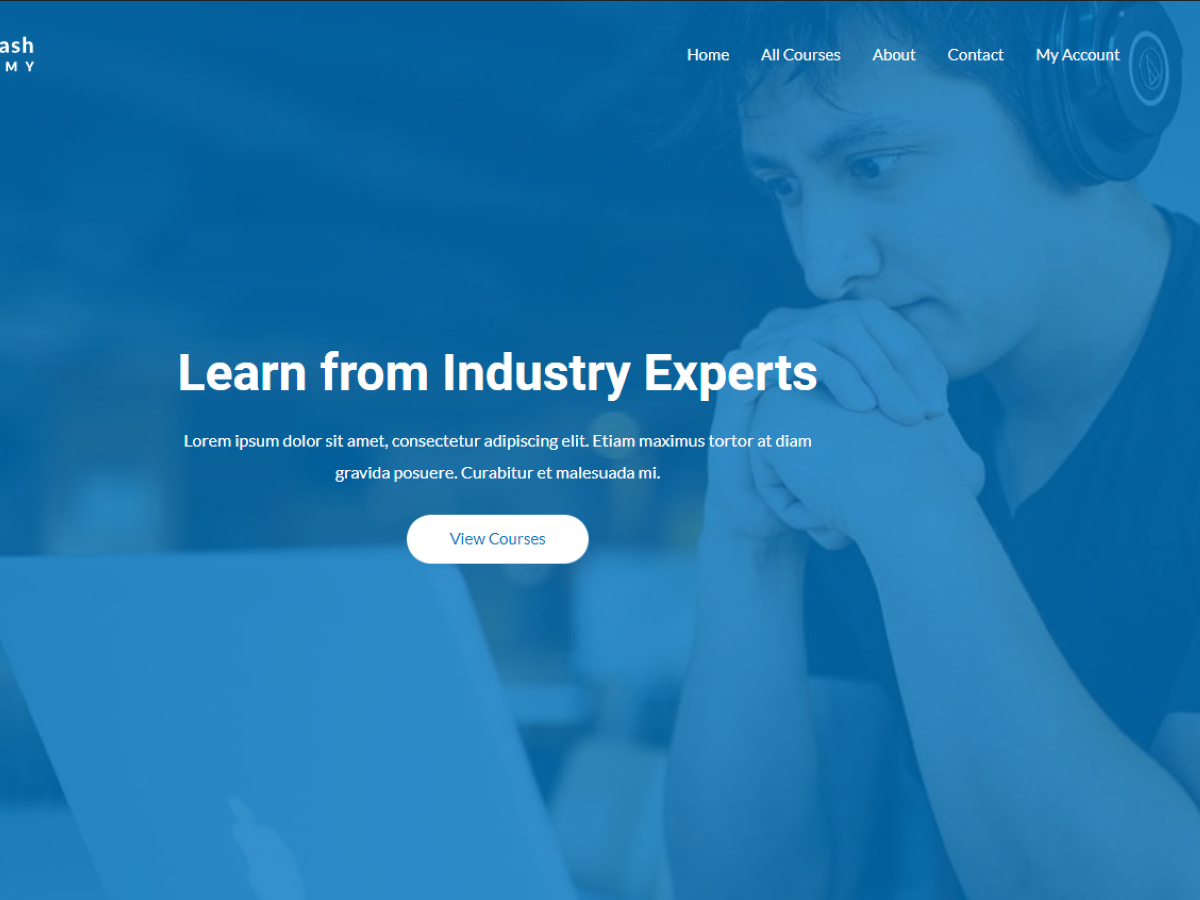 ash
Home All Courses About Contact My Account
M Y
Learn from Industry Experts
Lorem ipsum dolor sit amet, consectetur adipiscing elit. Etiam maximus tortor at diam
gravida posuere. Curabitur et malesuada mi.
View Courses